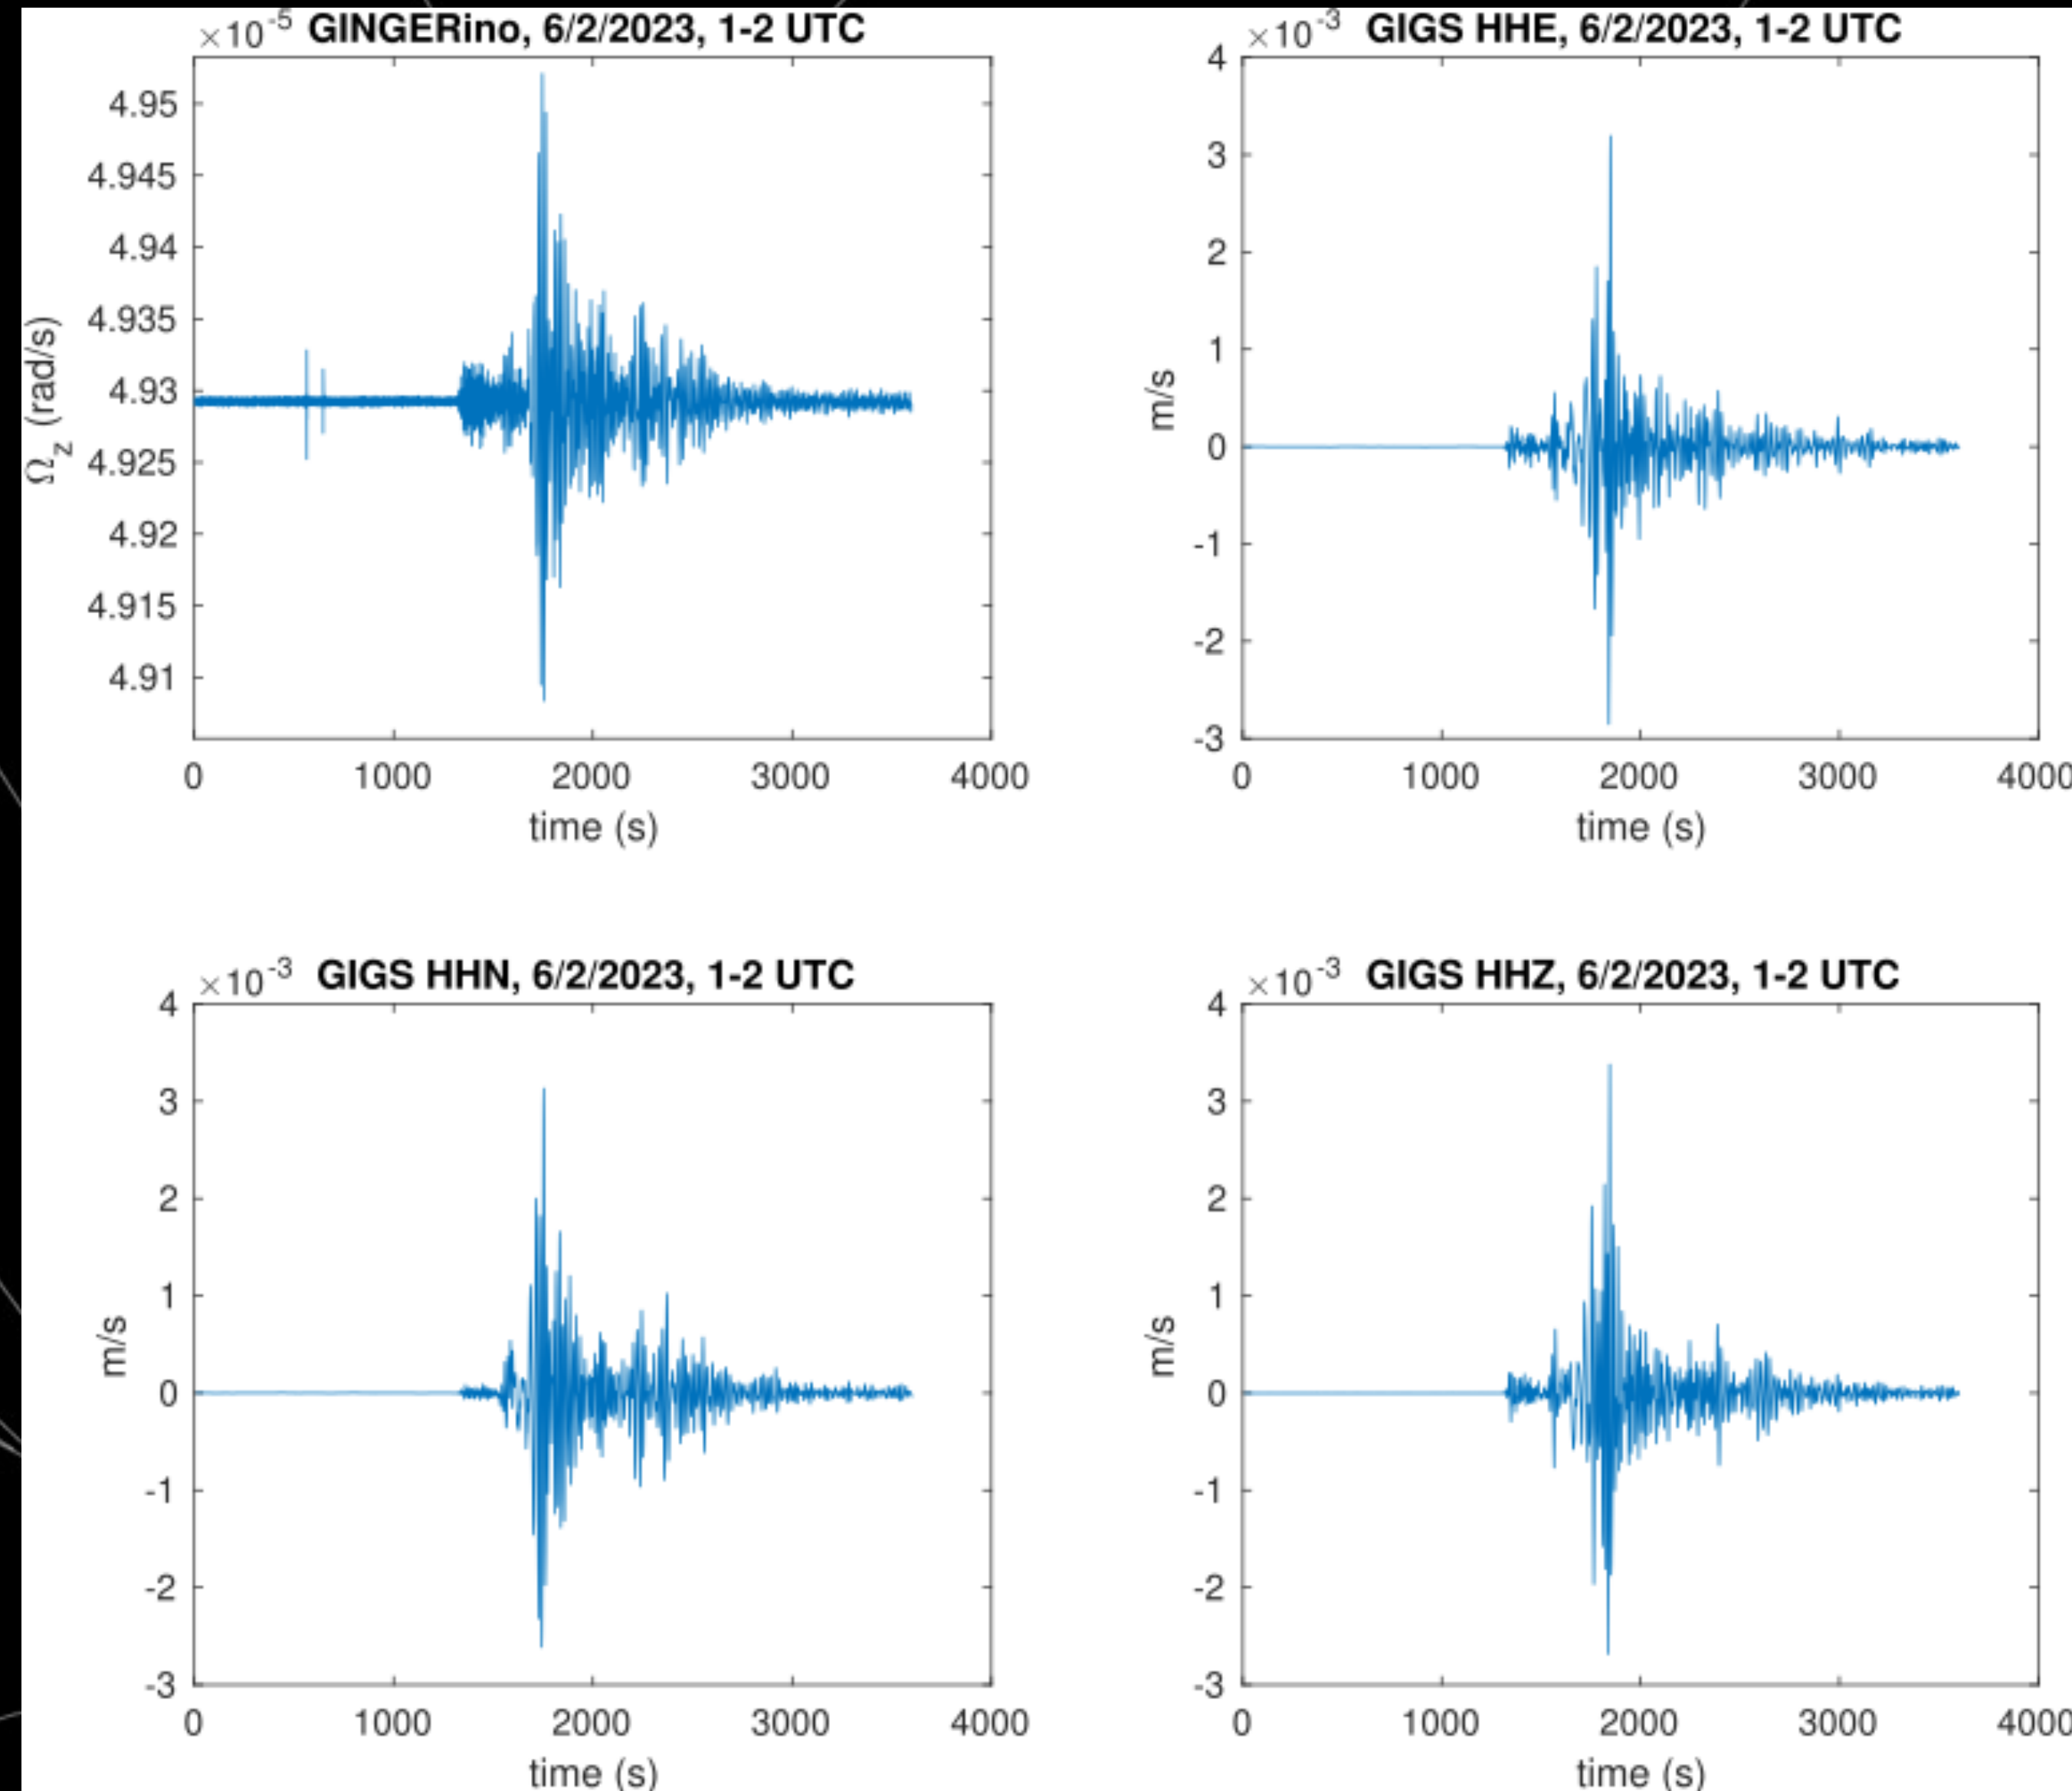 ×10⁻⁵ GINGERino, 6/2/2023, 1-2 UTC
4.95
4.945
4.94
4.935
4.93
4.925
4.92
4.915
4.91
Ω_z (rad/s)
0 1000 2000 3000 4000
time (s)
×10⁻³ GIGS HHE, 6/2/2023, 1-2 UTC
4
3
2
1
0
-1
-2
-3
m/s
0 1000 2000 3000 4000
time (s)
×10⁻³ GIGS HHN, 6/2/2023, 1-2 UTC
4
3
2
1
0
-1
-2
-3
m/s
0 1000 2000 3000 4000
time (s)
×10⁻³ GIGS HHZ, 6/2/2023, 1-2 UTC
4
3
2
1
0
-1
-2
-3
m/s
0 1000 2000 3000 4000
time (s)